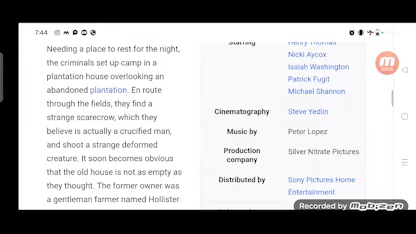 7:44
Needing a place to rest for the night,
the criminals set up camp in a
plantation house overlooking an
abandoned plantation. En route
through the fields, they find a
strange scarecrow, which they
believe is actually a crucified man,
and shoot a strange deformed
creature. It soon becomes obvious
that the old house is not as empty as
they thought. The former owner was
a gentleman farmer named Hollister
Starring
Henry Thomas
Nicki Aycox
Isaiah Washington
Patrick Fugit
Michael Shannon
Cinematography Steve Yedlin
Music by Peter Lopez
Production Silver Nitrate Pictures
company
Distributed by Sony Pictures Home
Entertainment
Recorded by Mobizen